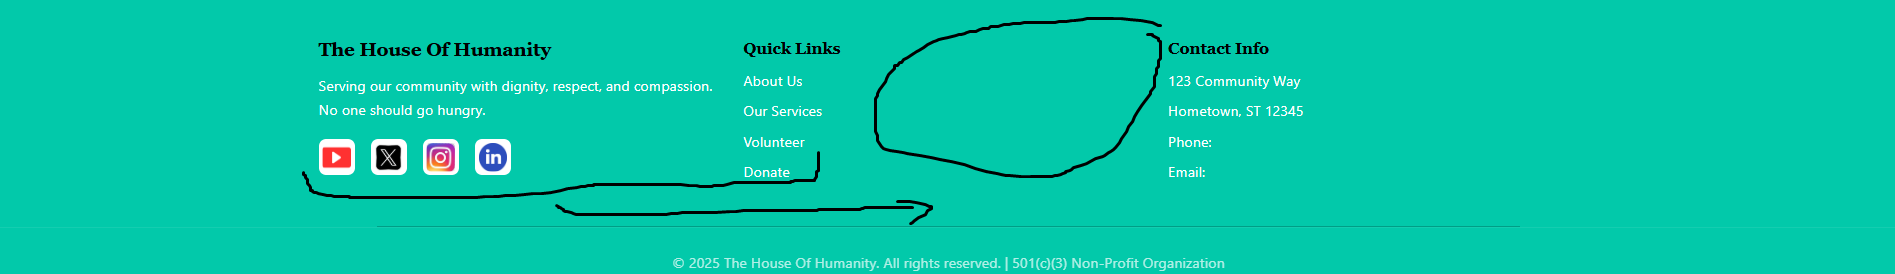 The House Of Humanity
Serving our community with dignity, respect, and compassion.
No one should go hungry.
Quick Links
About Us
Our Services
Volunteer
Donate
Contact Info
123 Community Way
Hometown, ST 12345
Phone:
Email:
© 2025 The House Of Humanity. All rights reserved. | 501(c)(3) Non-Profit Organization